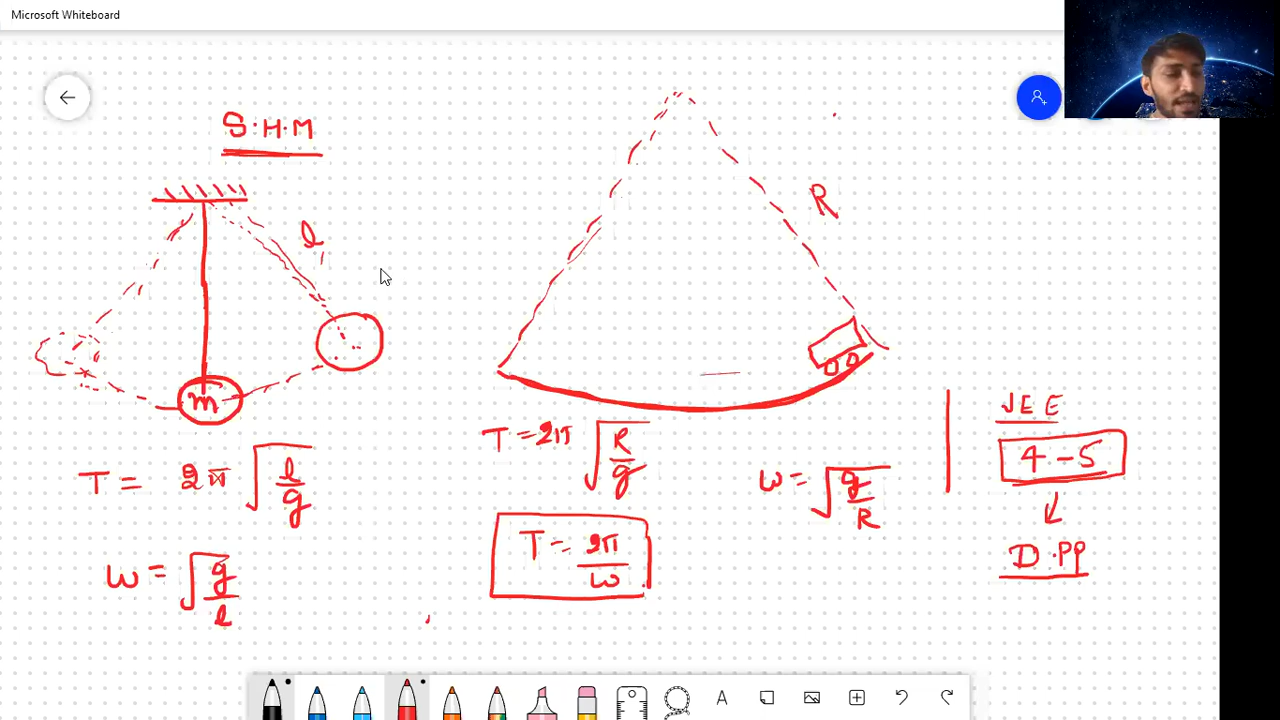 Microsoft Whiteboard
S.H.M
l
R
m
T = 2π √(l/g)
ω = √(g/l)
T = 2π √(R/g)
ω = √(g/R)
T = 2π/ω
JEE
4-5
D.PP
A